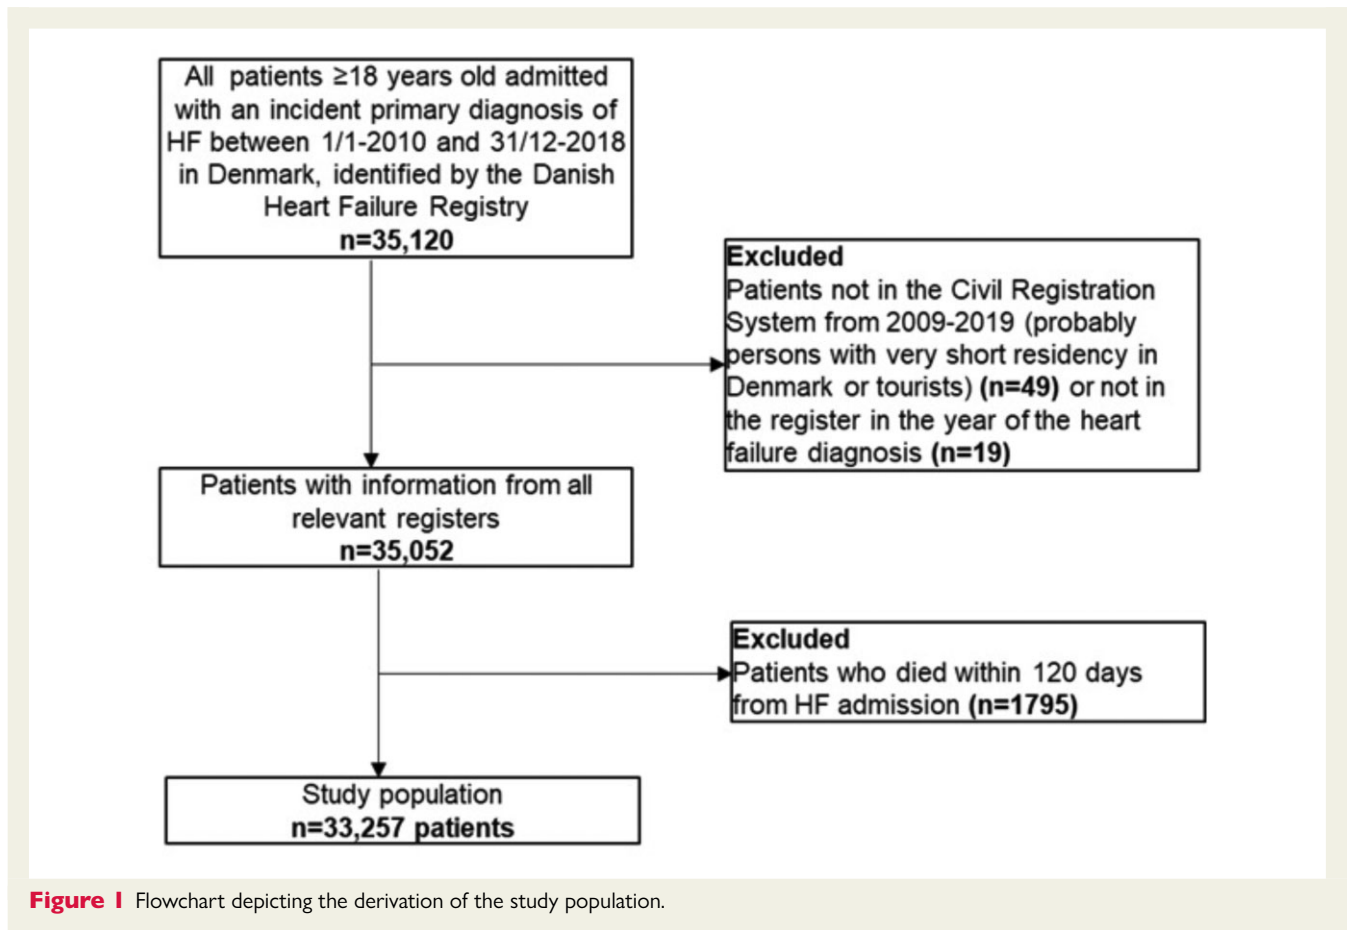 All patients ≥18 years old admitted
with an incident primary diagnosis of
HF between 1/1-2010 and 31/12-2018
in Denmark, identified by the Danish
Heart Failure Registry
n=35,120
Excluded
Patients not in the Civil Registration
System from 2009-2019 (probably
persons with very short residency in
Denmark or tourists) (n=49) or not in
the register in the year of the heart
failure diagnosis (n=19)
Patients with information from all
relevant registers
n=35,052
Excluded
Patients who died within 120 days
from HF admission (n=1795)
Study population
n=33,257 patients
Figure 1 Flowchart depicting the derivation of the study population.